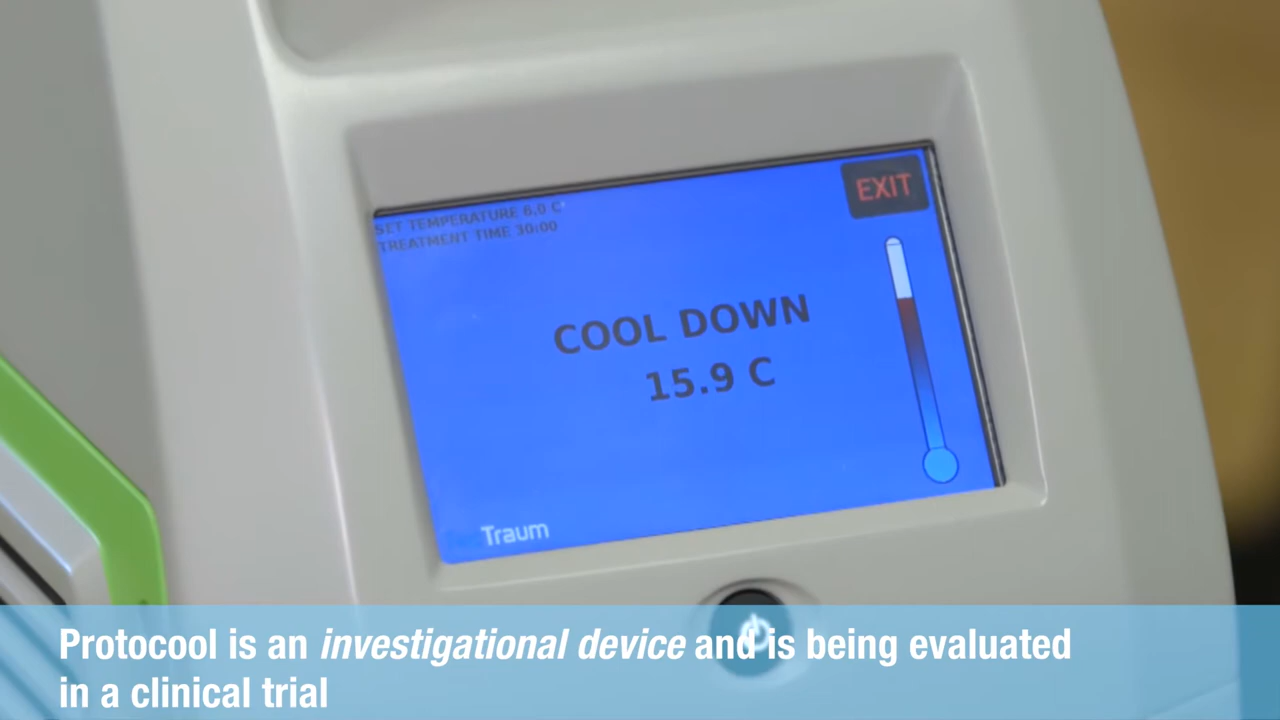 SET TEMPERATURE 6.0 C
TREATMENT TIME 30:00
EXIT
COOL DOWN
15.9 C
Traum
Protocool is an investigational device and is being evaluated
in a clinical trial